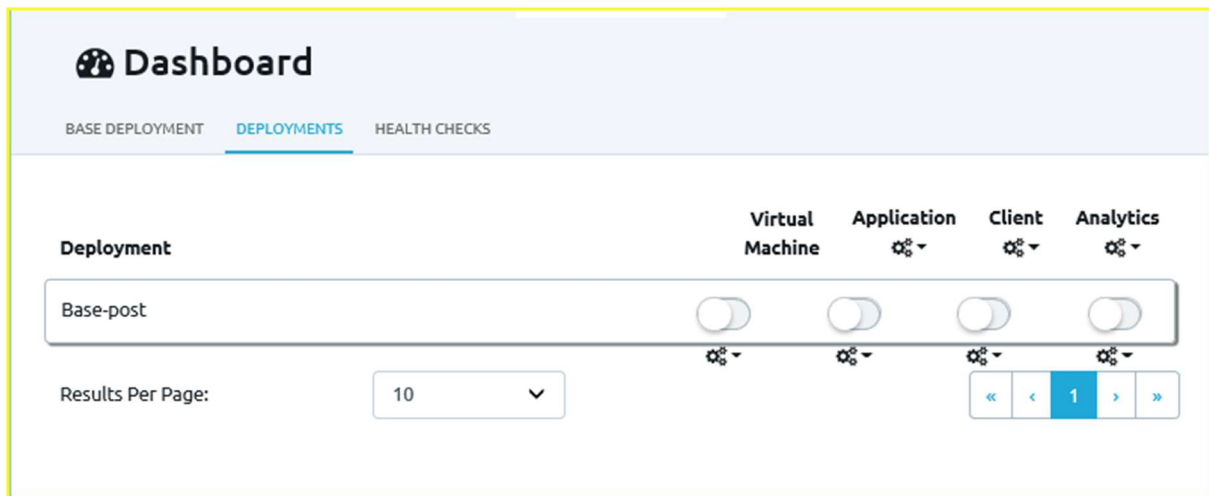 Dashboard
BASE DEPLOYMENT DEPLOYMENTS HEALTH CHECKS
Deployment Virtual Machine Application Client Analytics
Base-post
Results Per Page: 10 « ‹ 1 › »